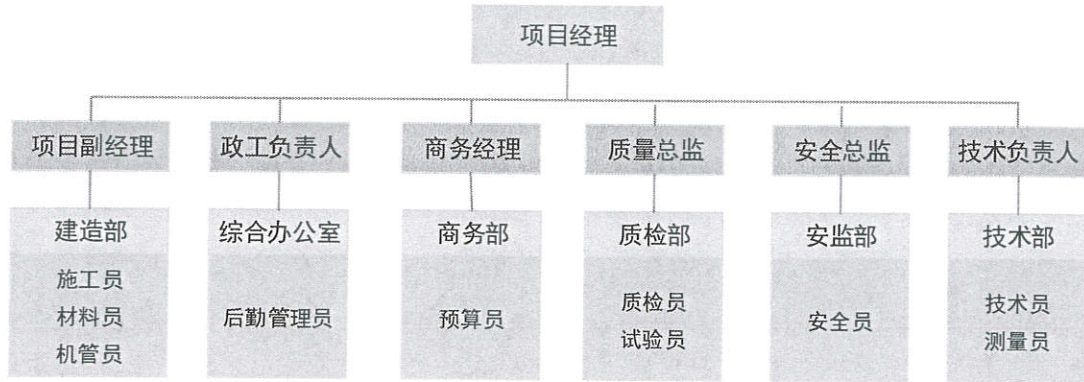 项目经理
项目副经理
政工负责人
商务经理
质量总监
安全总监
技术负责人
建造部
综合办公室
商务部
质检部
安监部
技术部
施工员
材料员
机管员
后勤管理员
预算员
质检员
试验员
安全员
技术员
测量员